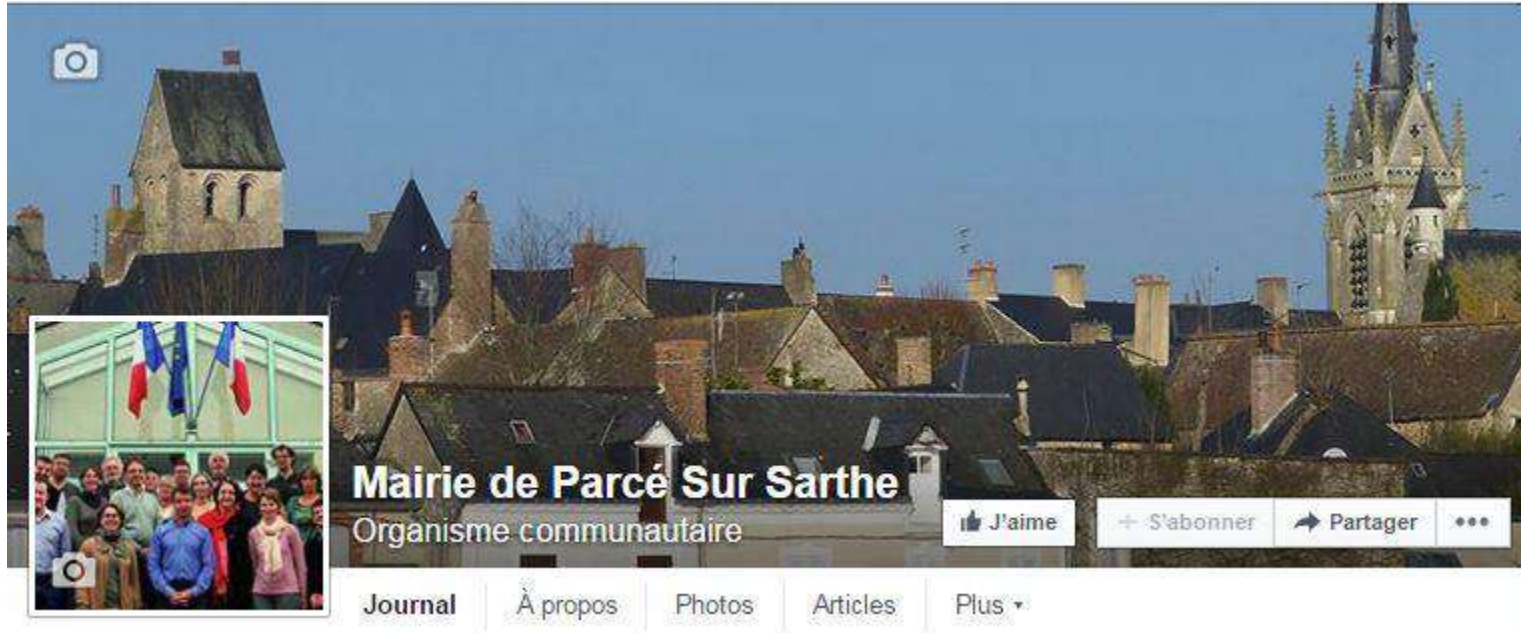 Mairie de Parcé Sur Sarthe
Organisme communautaire
J'aime
+ S'abonner
Partager
Journal
À propos
Photos
Articles
Plus